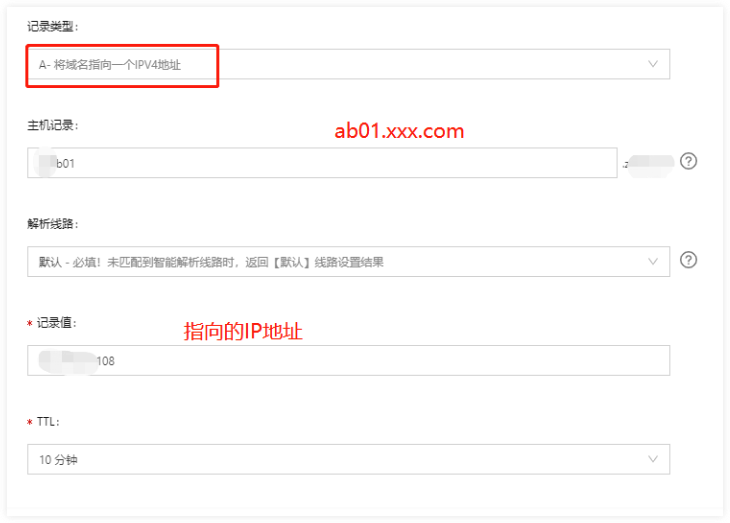 记录类型：
A- 将域名指向一个IPV4地址
主机记录：
ab01.xxx.com
b01
解析线路：
默认 - 必填！未匹配到智能解析线路时，返回【默认】线路设置结果
* 记录值：
指向的IP地址
108
* TTL：
10 分钟